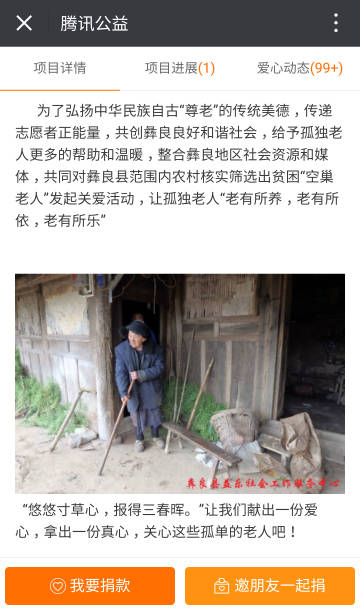 腾讯公益
项目详情 项目进展(1) 爱心动态(99+)
为了弘扬中华民族自古“尊老”的传统美德，传递
志愿者正能量，共创彝良良好和谐社会，给予孤独老
人更多的帮助和温暖，整合彝良地区社会资源和媒
体，共同对彝良县范围内农村核实筛选出贫困“空巢
老人”发起关爱活动，让孤独老人“老有所养，老有所
依，老有所乐”
彝良县益乐社会工作服务中心
“悠悠寸草心，报得三春晖。”让我们献出一份爱
心，拿出一份真心，关心这些孤单的老人吧！
我要捐款 邀朋友一起捐